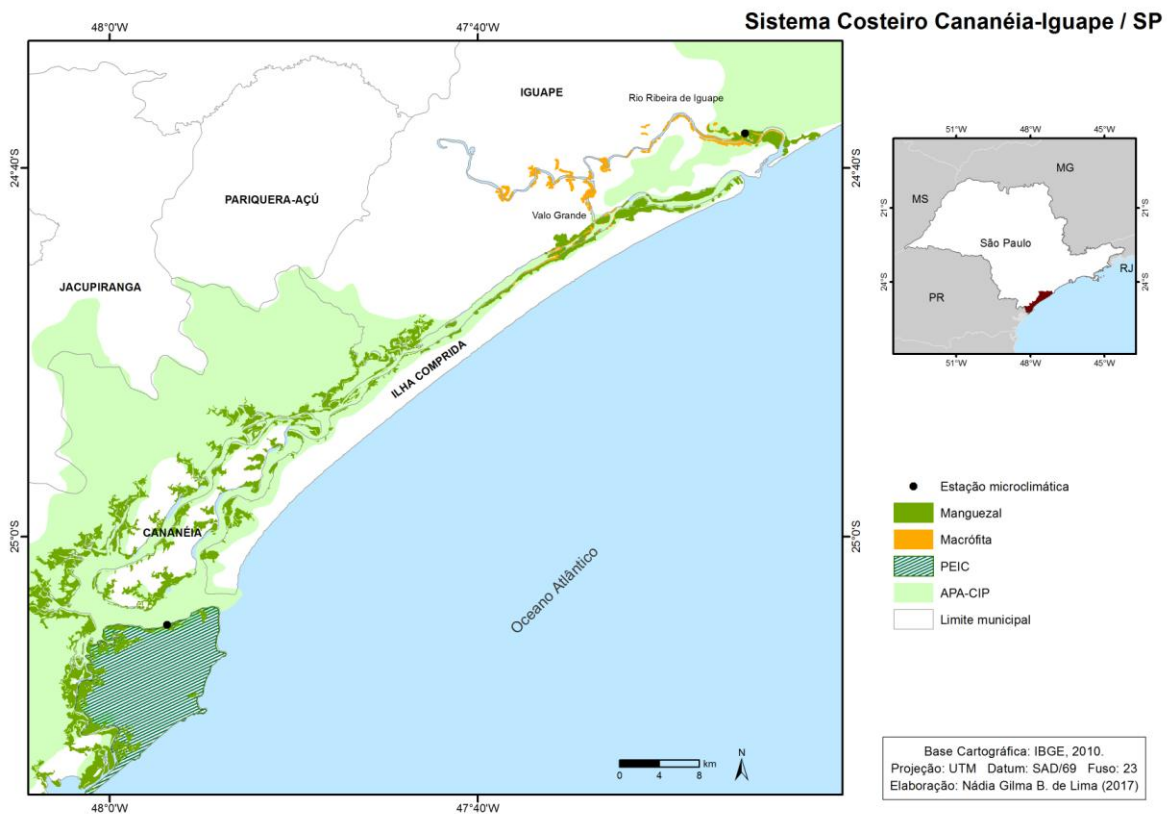 Sistema Costeiro Cananéia-Iguape / SP
48°0'W
47°40'W
IGUAPE
Rio Ribeira de Iguape
24°40'S
24°40'S
PARIQUERA-AÇÚ
Valo Grande
JACUPIRANGA
ILHA COMPRIDA
CANANÉIA
25°0'S
25°0'S
Oceano Atlântico
N
0 4 8 km
48°0'W
47°40'W
51°W
48°W
45°W
MG
MS
21°S
21°S
São Paulo
RJ
24°S
24°S
PR
51°W
48°W
45°W
Estação microclimática
Manguezal
Macrófita
PEIC
APA-CIP
Limite municipal
Base Cartográfica: IBGE, 2010.
Projeção: UTM Datum: SAD/69 Fuso: 23
Elaboração: Nádia Gilma B. de Lima (2017)